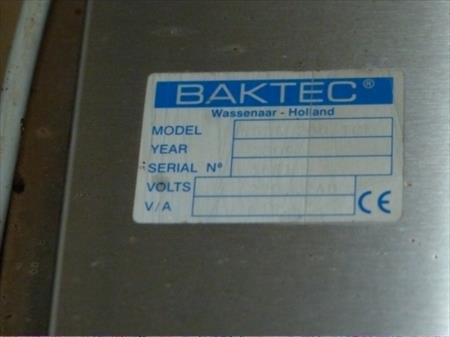 BAKTEC®
Wassenaar - Holland
MODEL
YEAR
SERIAL N°
VOLTS
V/A
CE